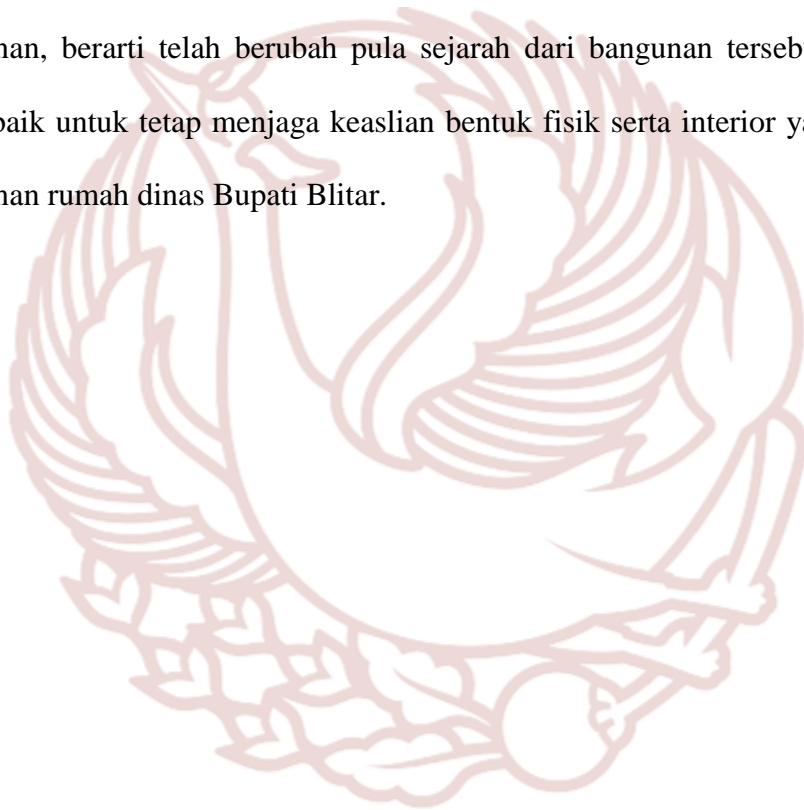 nan, berarti telah berubah pula sejarah dari bangunan tersebu
baik untuk tetap menjaga keaslian bentuk fisik serta interior ya
nan rumah dinas Bupati Blitar.